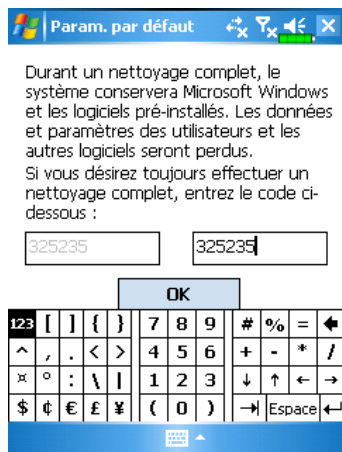 Param. par défaut
Durant un nettoyage complet, le
système conservera Microsoft Windows
et les logiciels pré-installés. Les données
et paramètres des utilisateurs et les
autres logiciels seront perdus.
Si vous désirez toujours effectuer un
nettoyage complet, entrez le code ci-
dessous :
325235 325235
OK
123 [ ] { } 7 8 9 # % = 🡄
^ , . < > 4 5 6 + - * /
¤ ° : \ | 1 2 3 ↓ ↑ ← →
$ ¢ € £ ¥ ( 0 ) →| Espace ↵